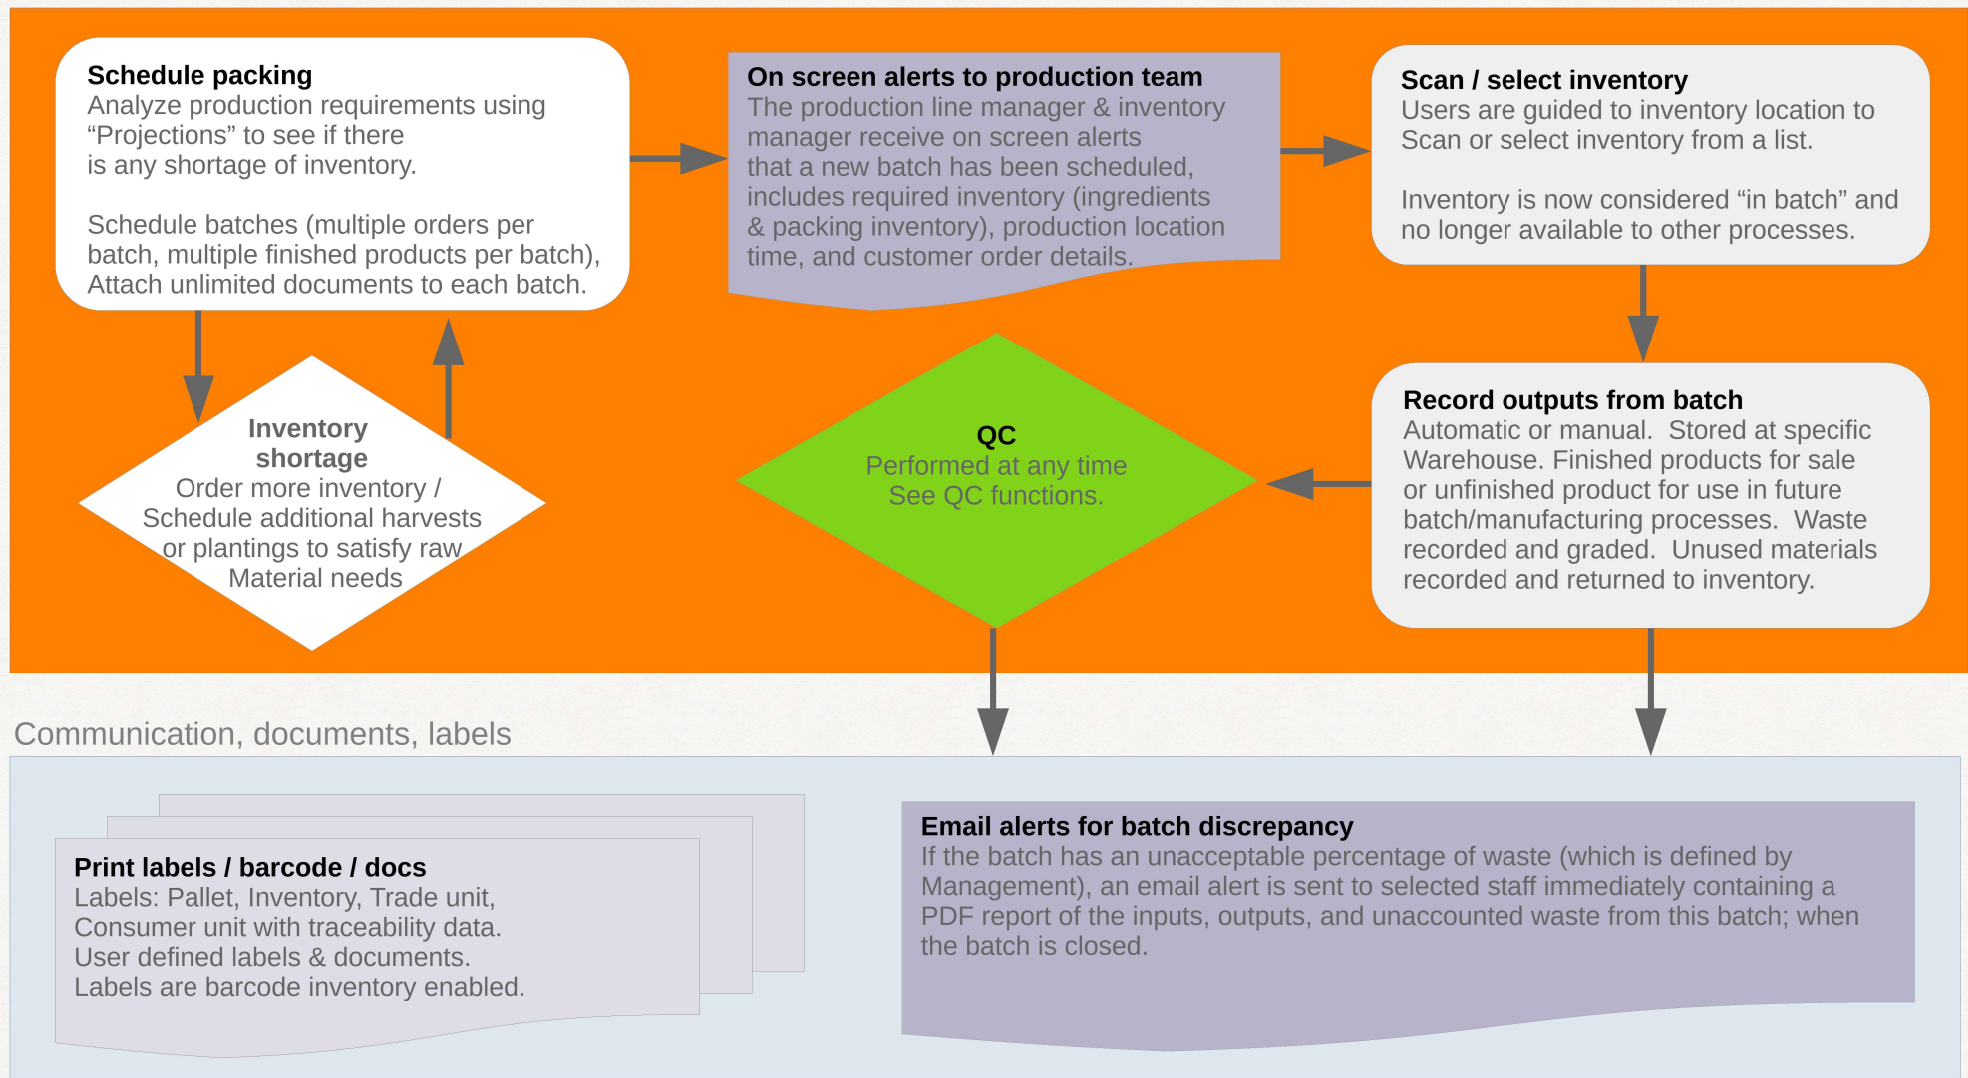 Schedule packing
Analyze production requirements using
“Projections” to see if there
is any shortage of inventory.
Schedule batches (multiple orders per
batch, multiple finished products per batch),
Attach unlimited documents to each batch.
On screen alerts to production team
The production line manager & inventory
manager receive on screen alerts
that a new batch has been scheduled,
includes required inventory (ingredients
& packing inventory), production location
time, and customer order details.
Scan / select inventory
Users are guided to inventory location to
Scan or select inventory from a list.
Inventory is now considered “in batch” and
no longer available to other processes.
Inventory
shortage
Order more inventory /
Schedule additional harvests
or plantings to satisfy raw
Material needs
QC
Performed at any time
See QC functions.
Record outputs from batch
Automatic or manual.  Stored at specific
Warehouse. Finished products for sale
or unfinished product for use in future
batch/manufacturing processes.  Waste
recorded and graded.  Unused materials
recorded and returned to inventory.
Communication, documents, labels
Print labels / barcode / docs
Labels: Pallet, Inventory, Trade unit,
Consumer unit with traceability data.
User defined labels & documents.
Labels are barcode inventory enabled.
Email alerts for batch discrepancy
If the batch has an unacceptable percentage of waste (which is defined by
Management), an email alert is sent to selected staff immediately containing a
PDF report of the inputs, outputs, and unaccounted waste from this batch; when
the batch is closed.